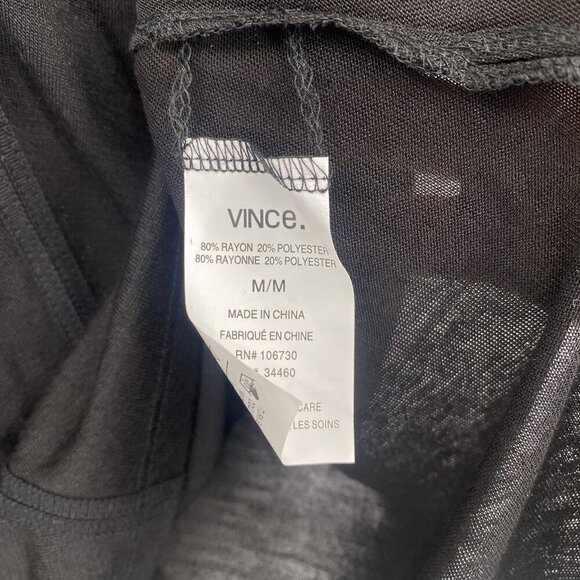 VINCe.
80% RAYON 20% POLYESTER
80% RAYONNE 20% POLYESTER
M/M
MADE IN CHINA
FABRIQUÉ EN CHINE
RN# 106730
# 34460
CARE
LES SOINS